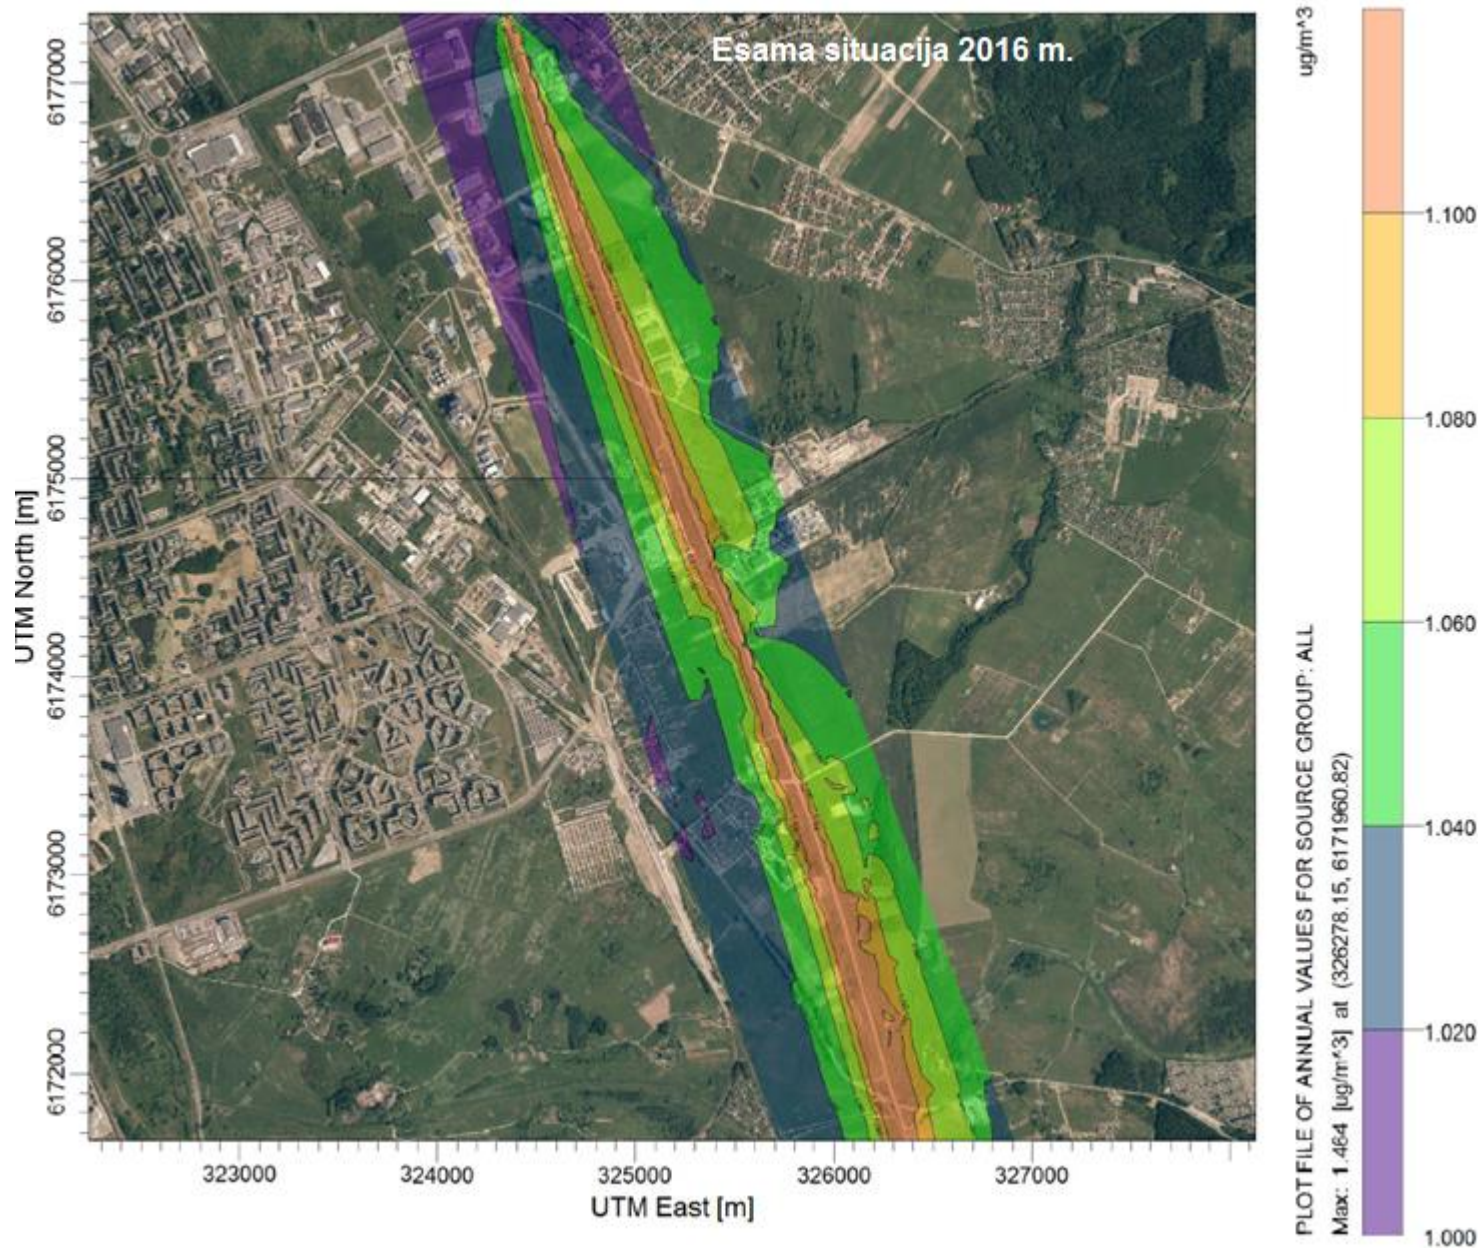 Esama situacija 2016 m.
6177000
6176000
6175000
6174000
6173000
6172000
UTM North [m]
323000
324000
325000
326000
327000
UTM East [m]
PLOT FILE OF ANNUAL VALUES FOR SOURCE GROUP: ALL
ug/m^3
Max: 1.464 [ug/m^3] at (326278.15, 6171960.82)
1.100
1.080
1.060
1.040
1.020
1.000